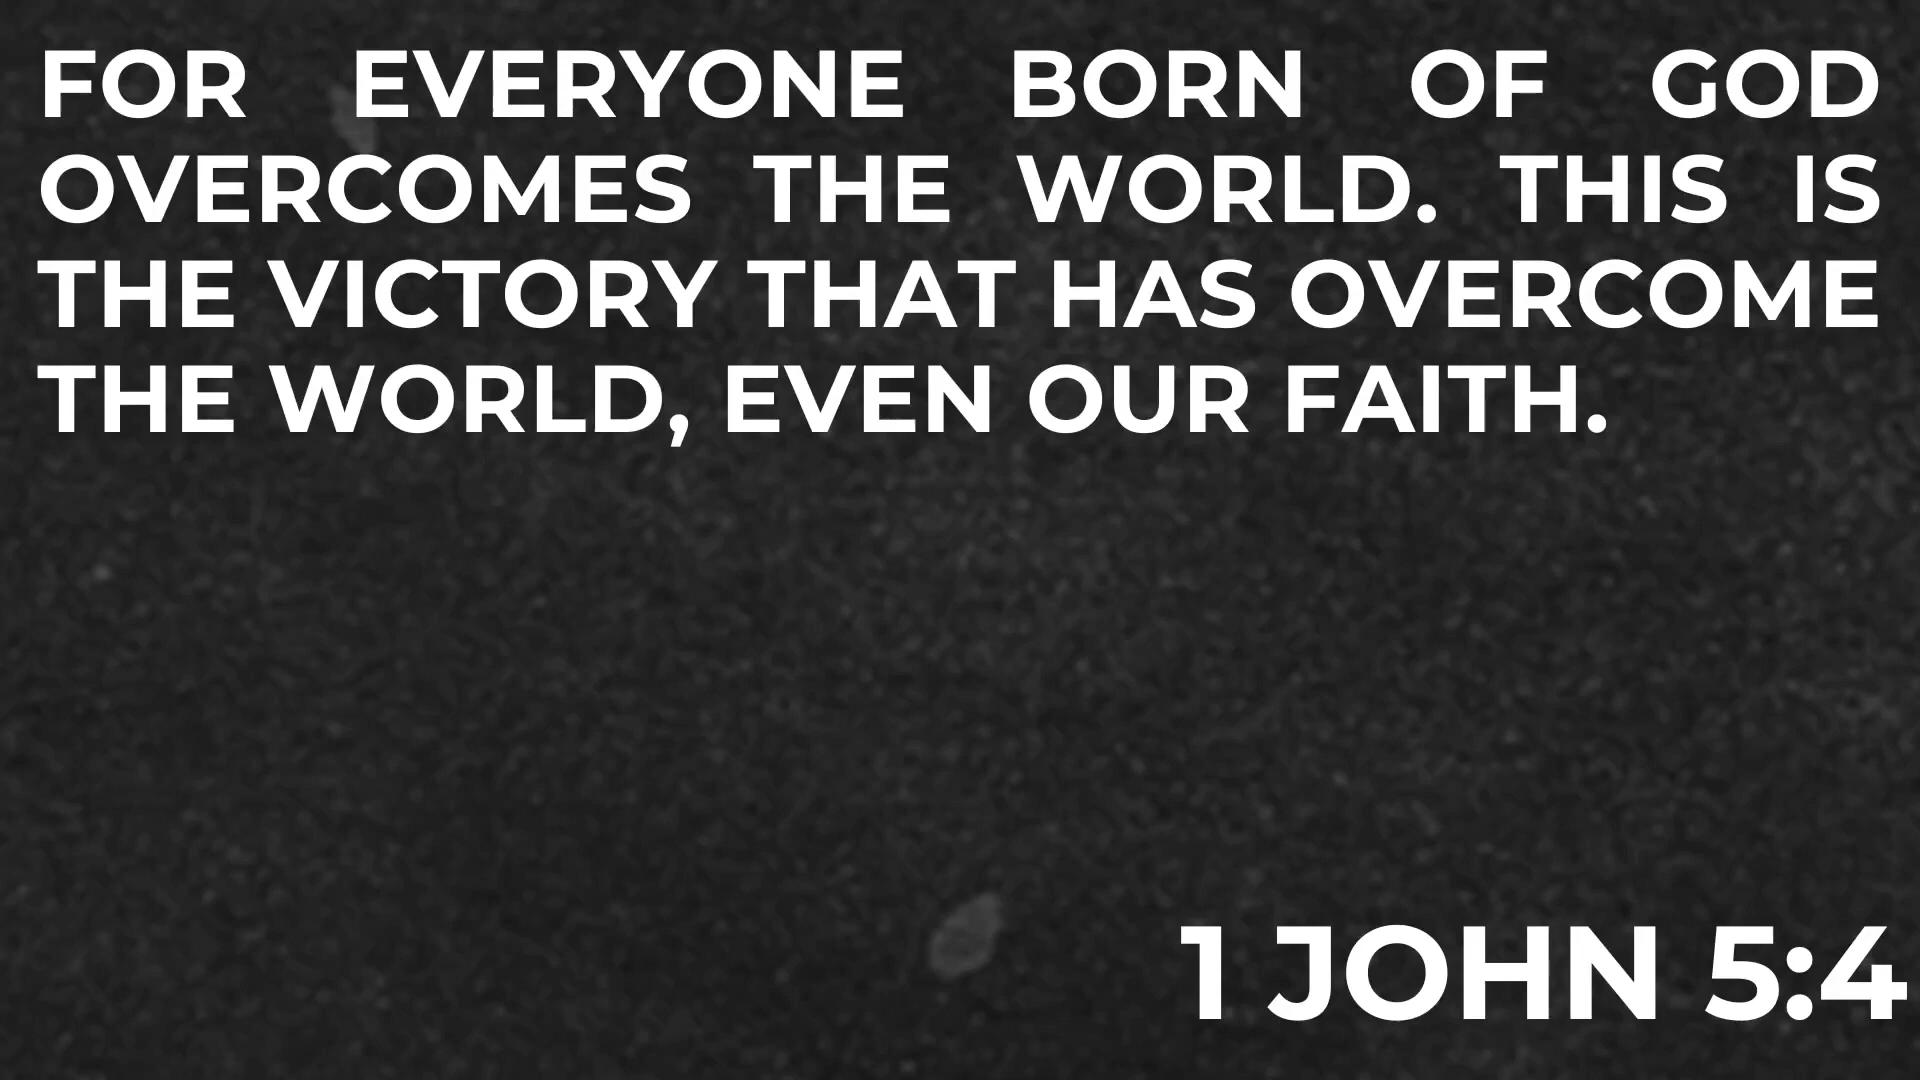 FOR EVERYONE BORN OF GOD
OVERCOMES THE WORLD. THIS IS
THE VICTORY THAT HAS OVERCOME
THE WORLD, EVEN OUR FAITH.
1 JOHN 5:4